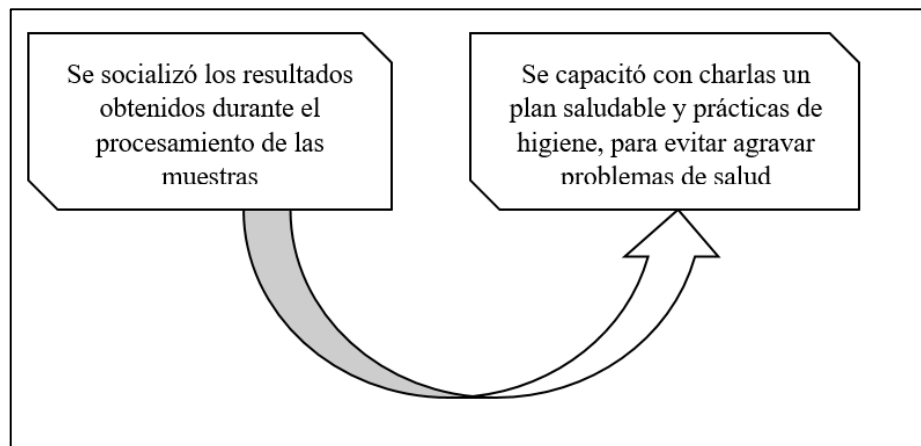 Se socializó los resultados
obtenidos durante el
procesamiento de las
muestras
Se capacitó con charlas un
plan saludable y prácticas de
higiene, para evitar agravar
problemas de salud